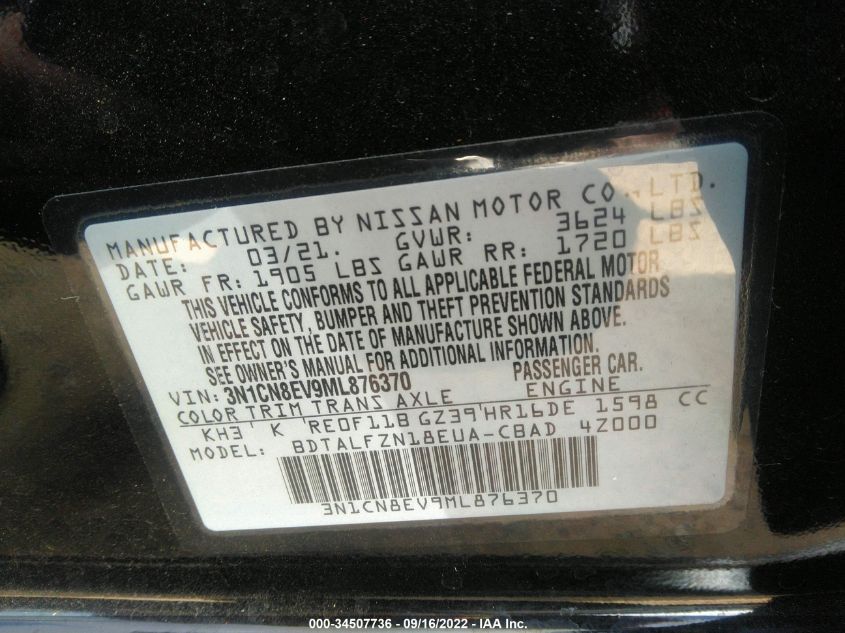 MANUFACTURED BY NISSAN MOTOR CO., LTD.
DATE: 03/21. GVWR: 3624 LBS
GAWR FR: 1905 LBS GAWR RR: 1720 LBS
THIS VEHICLE CONFORMS TO ALL APPLICABLE FEDERAL MOTOR
VEHICLE SAFETY, BUMPER AND THEFT PREVENTION STANDARDS
IN EFFECT ON THE DATE OF MANUFACTURE SHOWN ABOVE.
SEE OWNER'S MANUAL FOR ADDITIONAL INFORMATION.
VIN: 3N1CN8EV9ML876370 PASSENGER CAR.
COLOR TRIM TRANS AXLE ENGINE
KH3 K RE0F11B GZ39 HR16DE 1598 CC
MODEL: BDTALFZN18EUA-CBAD 4Z000
3N1CN8EV9ML876370
000-34507736 - 09/16/2022 - IAA Inc.